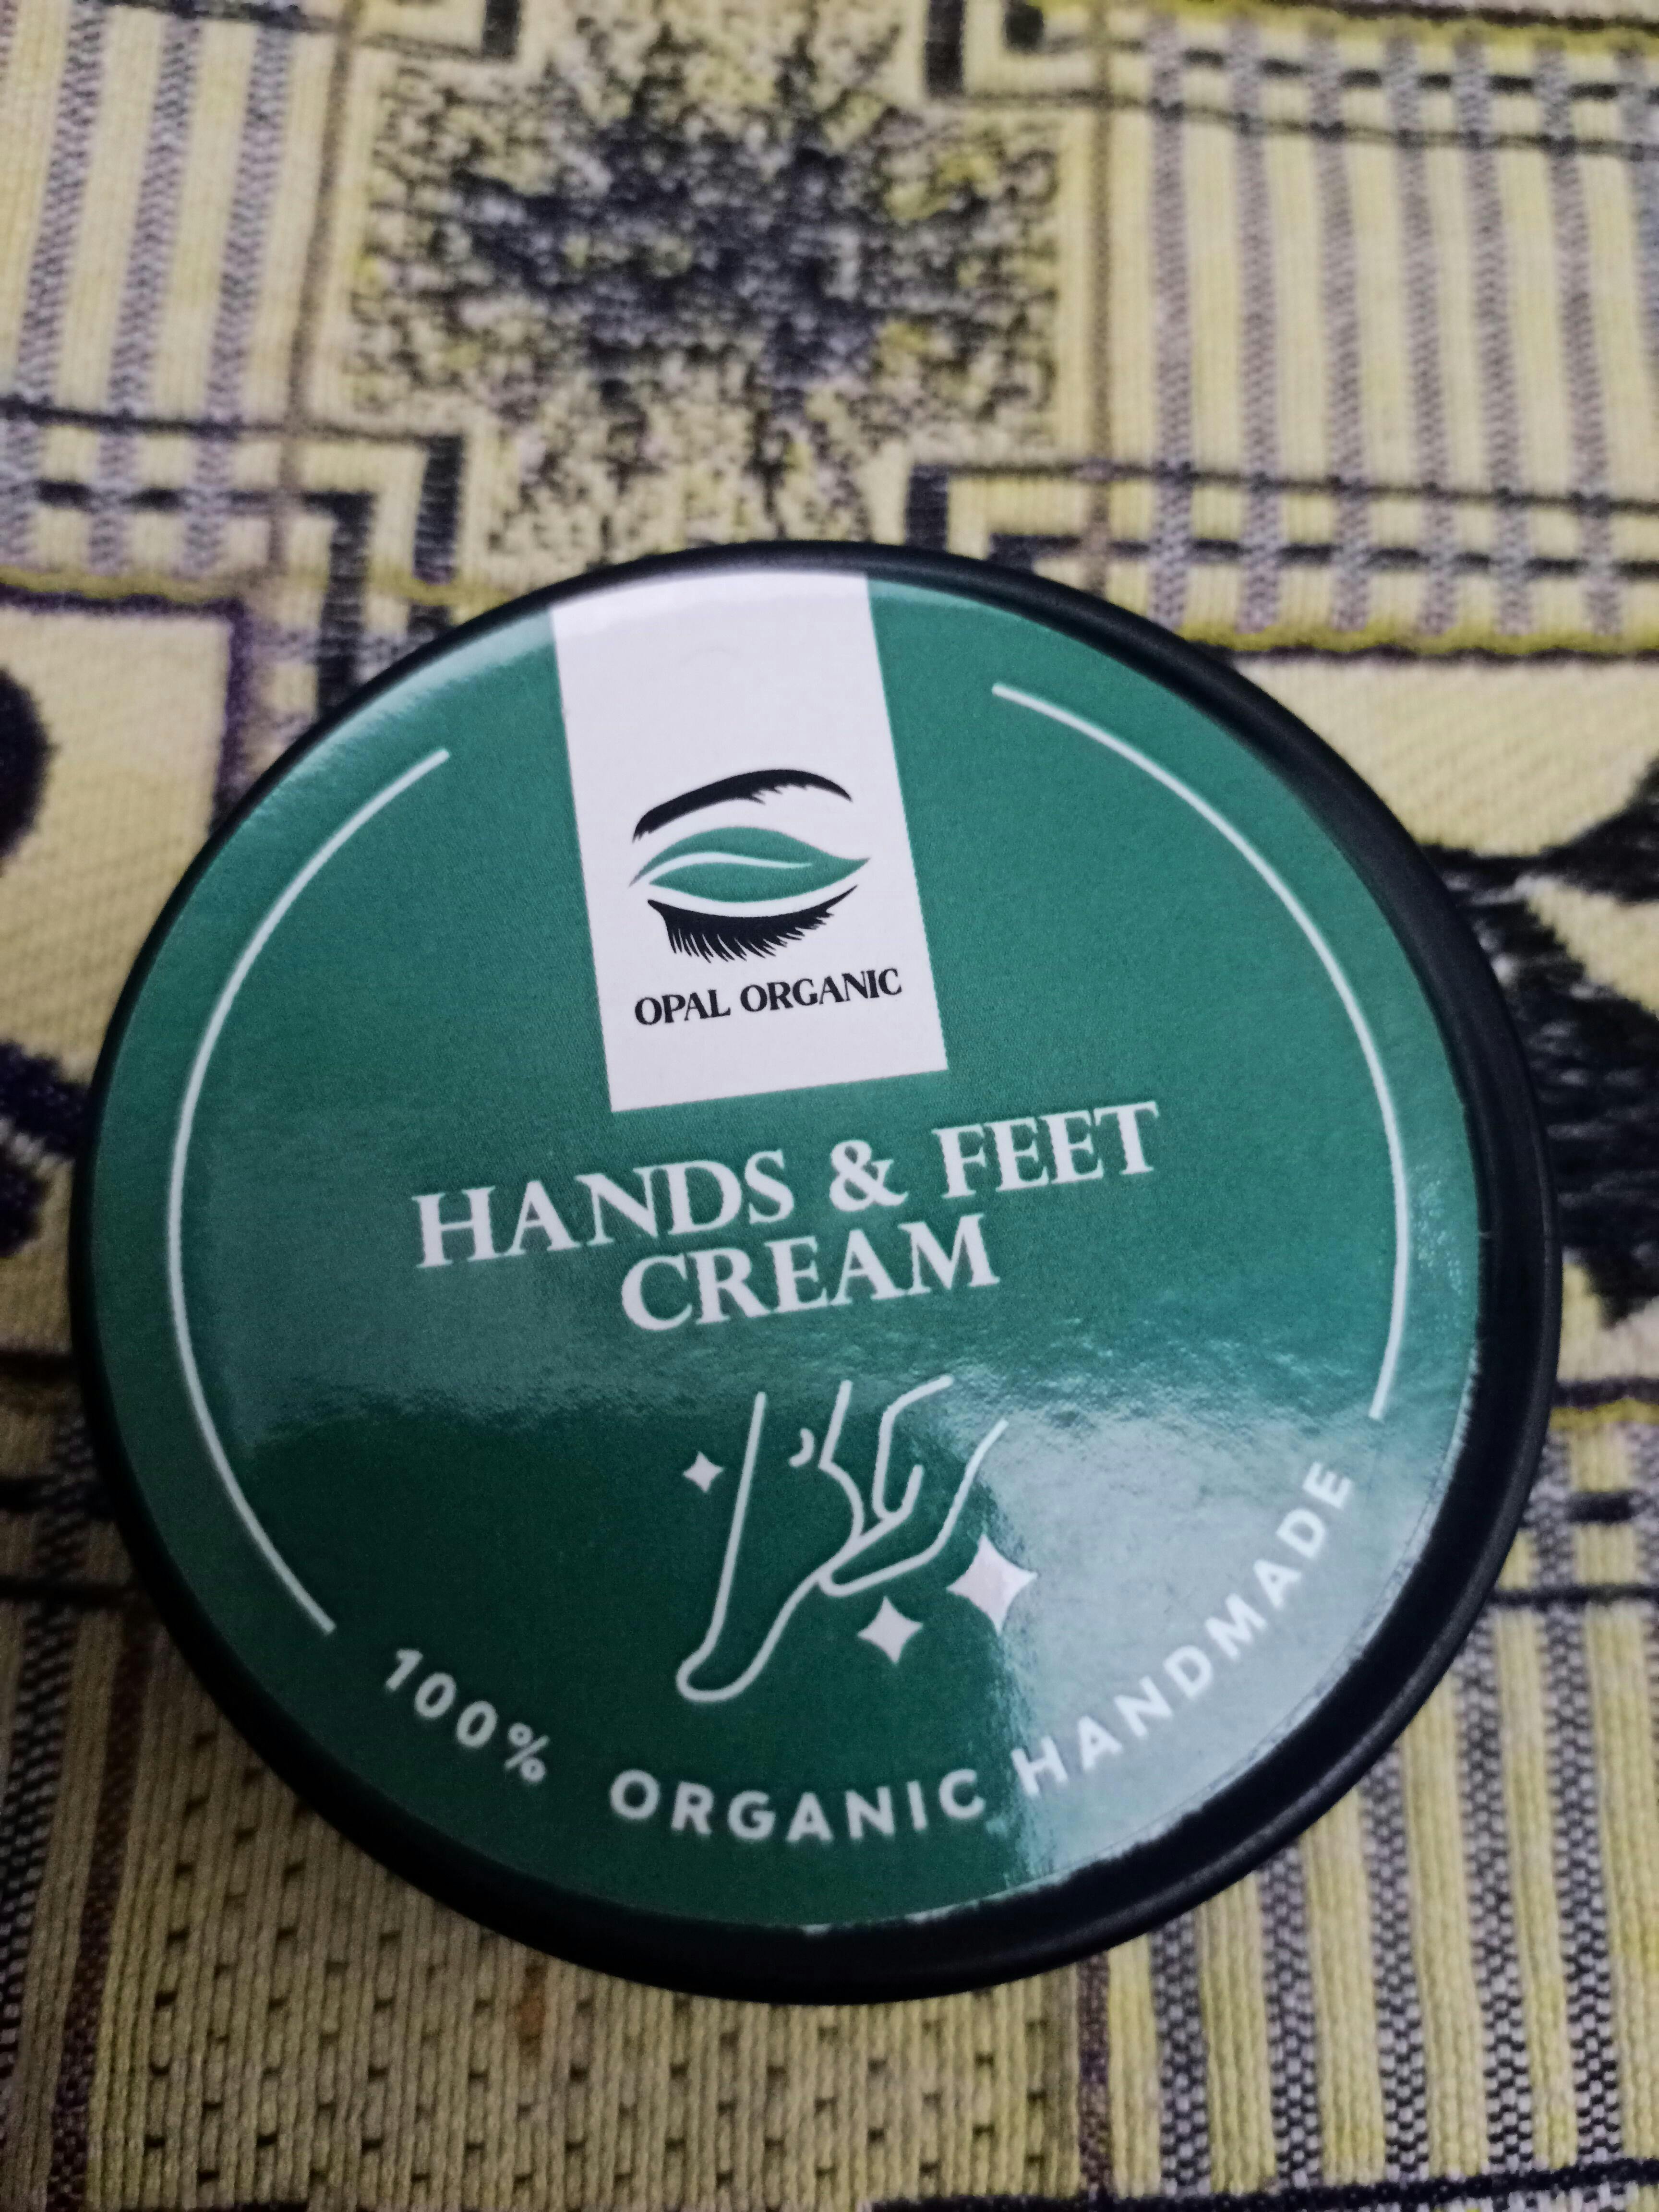 OPAL ORGANIC
HANDS & FEET
CREAM
100% ORGANIC HANDMADE